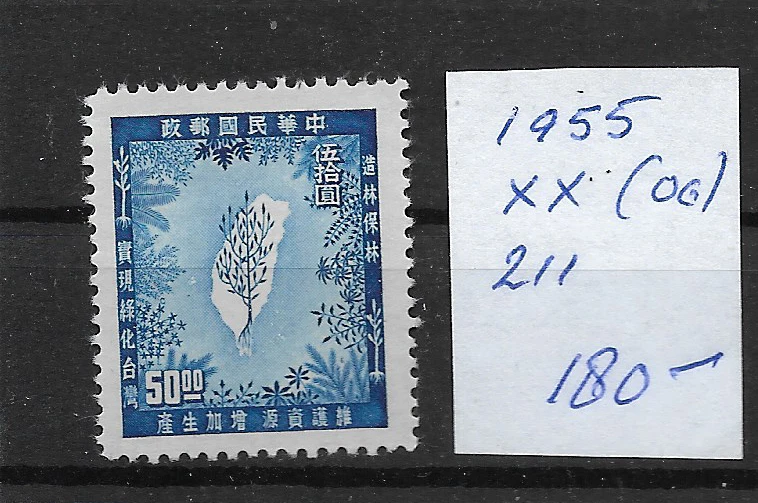 中華民國郵政
伍拾圓
造林保林
實現綠化台灣
50.00
維護資源 增加生產
1955
XX (OG)
211
180-